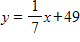 y = 1/7 x + 49